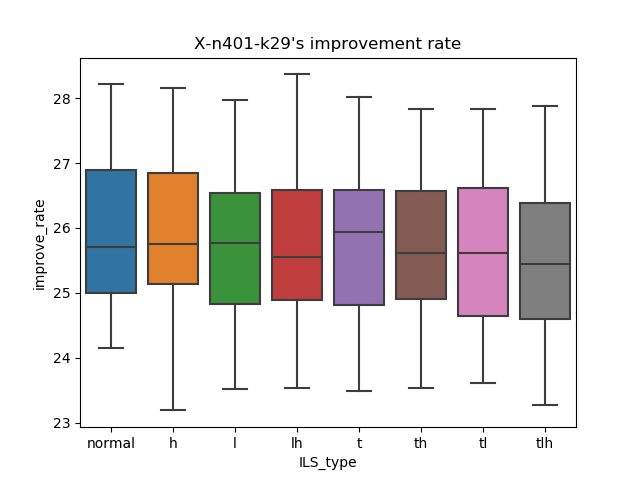 X-n401-k29's improvement rate
improve_rate
28
27
26
25
24
23
normal h l lh t th tl tlh
ILS_type